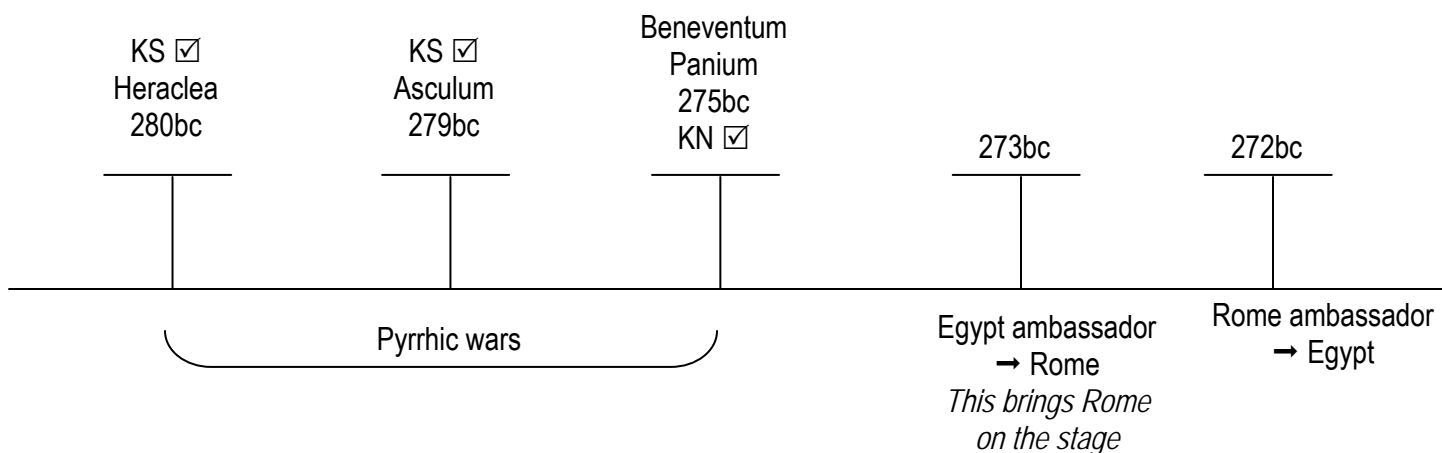 KS ☑
Heraclea
280bc
KS ☑
Asculum
279bc
Beneventum
Panium
275bc
KN ☑
273bc
272bc
Pyrrhic wars
Egypt ambassador
➞ Rome
This brings Rome
on the stage
Rome ambassador
➞ Egypt